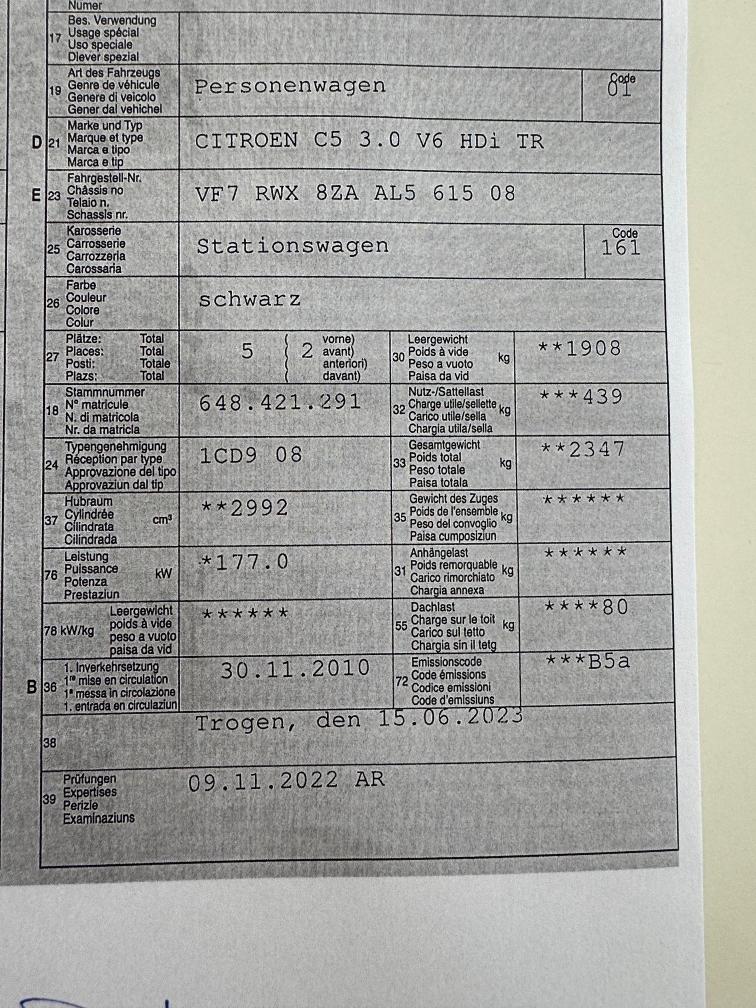 Numer
17 Bes. Verwendung
Usage spécial
Uso speciale
Diever spezial
19 Art des Fahrzeugs
Genre de véhicule
Genere di veicolo
Gener dal vehichel
Personenwagen
Code
01
D 21 Marke und Typ
Marque et type
Marca e tipo
Marca e tip
CITROEN C5 3.0 V6 HDi TR
E 23 Fahrgestell-Nr.
Châssis no
Telaio n.
Schassis nr.
VF7 RWX 8ZA AL5 615 08
25 Karosserie
Carrosserie
Carrozzeria
Carossaria
Stationswagen
Code
161
26 Farbe
Couleur
Colore
Colur
schwarz
27 Plätze: Total
Places: Total
Posti: Totale
Plazs: Total
5 ( 2 vorne)
avant)
anteriori)
davant)
30 Leergewicht
Poids à vide
Peso a vuoto
Paisa da vid
kg
**1908
18 Stammnummer
N° matricule
N. di matricola
Nr. da matricla
648.421.291
32 Nutz-/Sattellast
Charge utile/sellette
Carico utile/sella
Chargia utila/sella
kg
***439
24 Typengenehmigung
Réception par type
Approvazione del tipo
Approvaziun dal tip
1CD9 08
33 Gesamtgewicht
Poids total
Peso totale
Paisa totala
kg
**2347
37 Hubraum
Cylindrée
Cilindrata
Cilindrada
cm³
**2992
35 Gewicht des Zuges
Poids de l'ensemble
Peso del convoglio
Paisa cumposiziun
kg
******
76 Leistung
Puissance
Potenza
Prestaziun
kW
*177.0
31 Anhängelast
Poids remorquable
Carico rimorchiato
Chargia annexa
kg
******
78 kW/kg Leergewicht
poids à vide
peso a vuoto
paisa da vid
******
55 Dachlast
Charge sur le toit
Carico sul tetto
Chargia sin il tetg
kg
****80
B 36 1. Inverkehrsetzung
1re mise en circulation
1a messa in circolazione
1. entrada en circulaziun
30.11.2010
72 Emissionscode
Code émissions
Codice emissioni
Code d'emissiuns
***B5a
38 Trogen, den 15.06.2023
39 Prüfungen
Expertises
Perizie
Examinaziuns
09.11.2022 AR